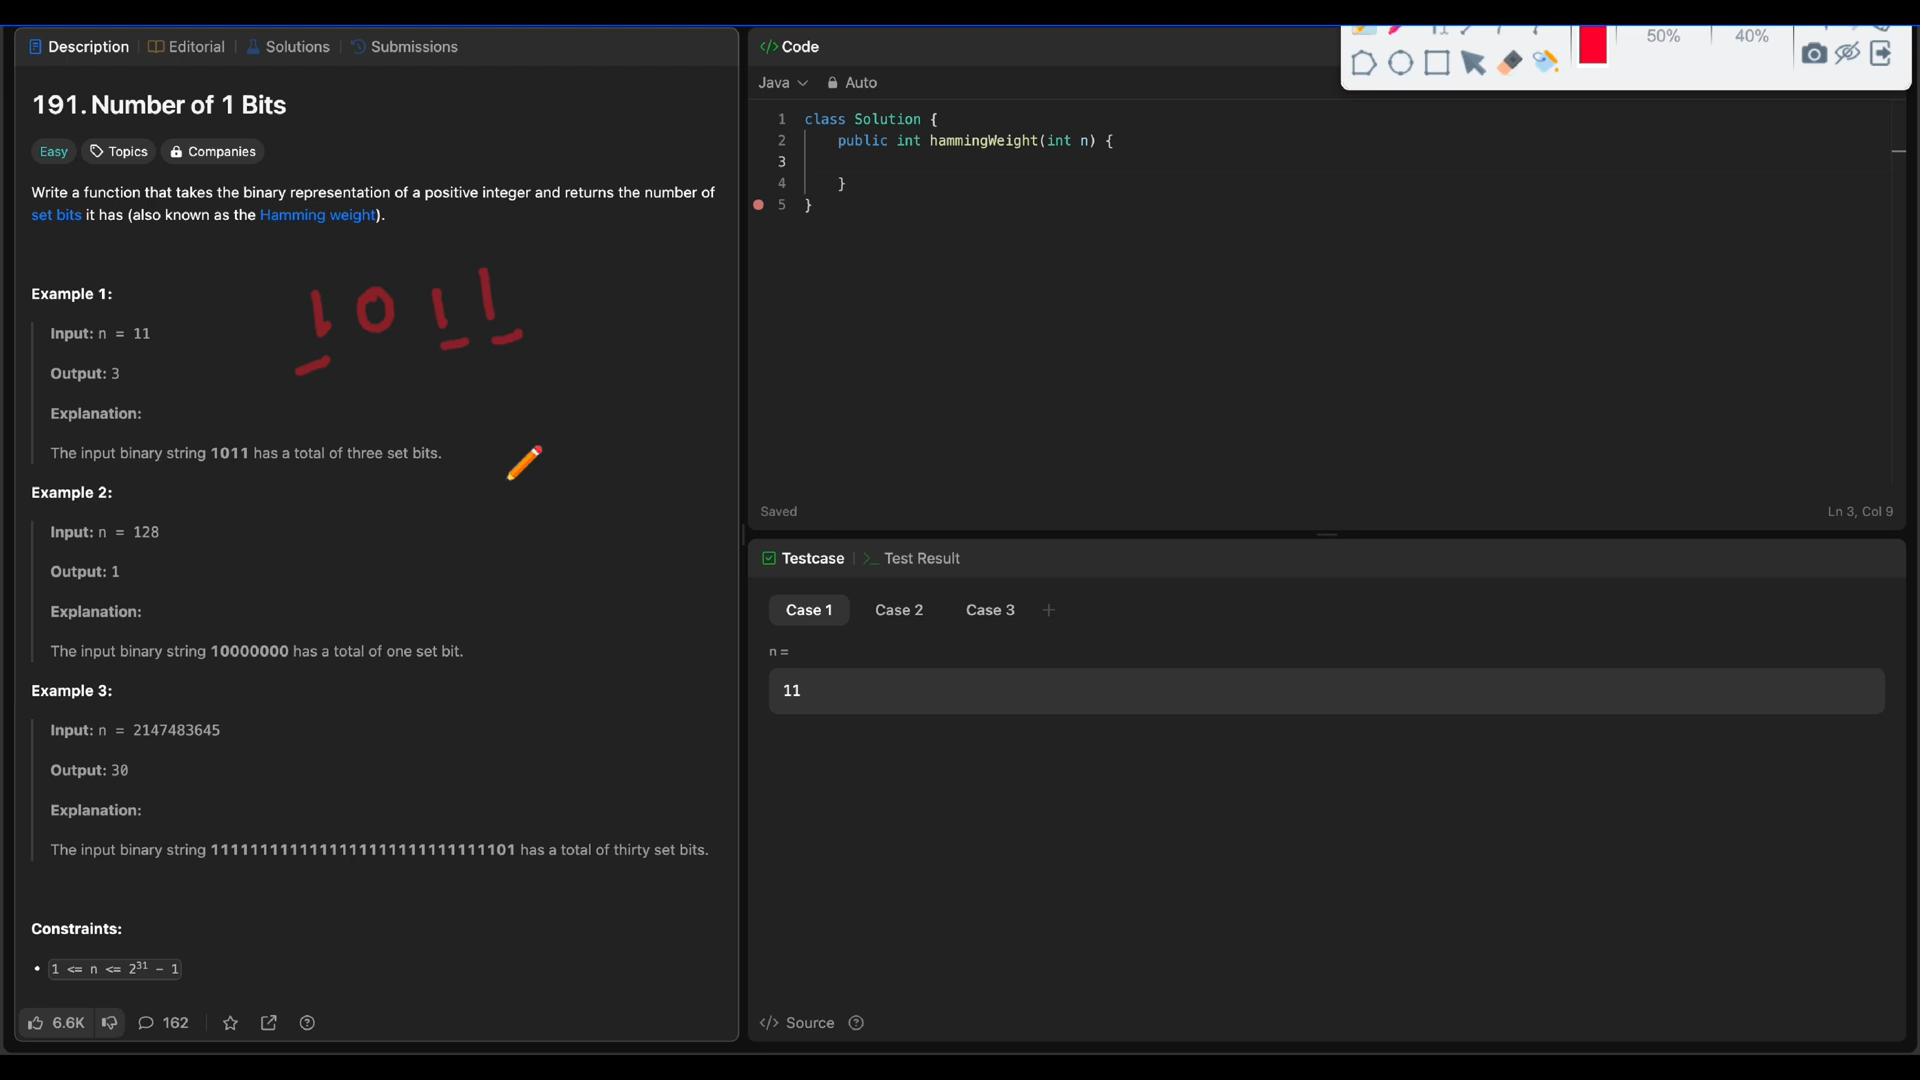 Description Editorial Solutions Submissions
191. Number of 1 Bits
Easy Topics Companies
Write a function that takes the binary representation of a positive integer and returns the number of
set bits it has (also known as the Hamming weight).
Example 1:
1 0 1 1
Input: n = 11
Output: 3
Explanation:
The input binary string 1011 has a total of three set bits.
Example 2:
Input: n = 128
Output: 1
Explanation:
The input binary string 10000000 has a total of one set bit.
Example 3:
Input: n = 2147483645
Output: 30
Explanation:
The input binary string 1111111111111111111111111111101 has a total of thirty set bits.
Constraints:
• 1 <= n <= 2³¹ - 1
6.6K 162
</> Code
50% 40%
Java Auto
1 class Solution {
2 public int hammingWeight(int n) {
3
4 }
5 }
Saved Ln 3, Col 9
Testcase >_ Test Result
Case 1 Case 2 Case 3 +
n =
11
</> Source